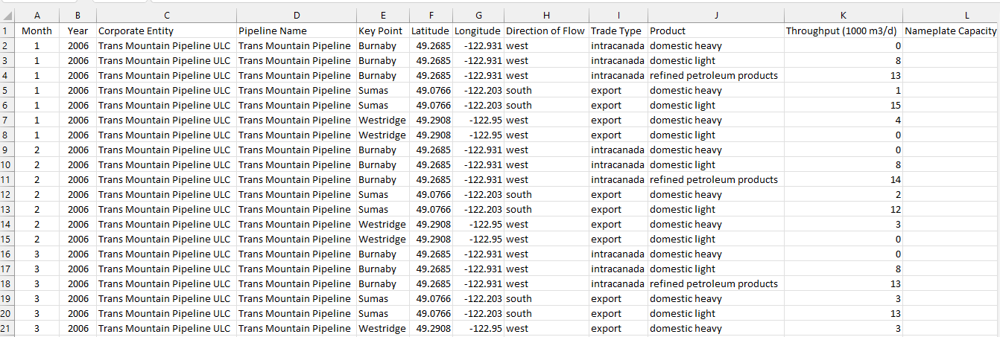 A B C D E F G H I J K L
1 Month Year Corporate Entity Pipeline Name Key Point Latitude Longitude Direction of Flow Trade Type Product Throughput (1000 m3/d) Nameplate Capacity
2 1 2006 Trans Mountain Pipeline ULC Trans Mountain Pipeline Burnaby 49.2685 -122.931 west intracanada domestic heavy 0
3 1 2006 Trans Mountain Pipeline ULC Trans Mountain Pipeline Burnaby 49.2685 -122.931 west intracanada domestic light 8
4 1 2006 Trans Mountain Pipeline ULC Trans Mountain Pipeline Burnaby 49.2685 -122.931 west intracanada refined petroleum products 13
5 1 2006 Trans Mountain Pipeline ULC Trans Mountain Pipeline Sumas 49.0766 -122.203 south export domestic heavy 1
6 1 2006 Trans Mountain Pipeline ULC Trans Mountain Pipeline Sumas 49.0766 -122.203 south export domestic light 15
7 1 2006 Trans Mountain Pipeline ULC Trans Mountain Pipeline Westridge 49.2908 -122.95 west export domestic heavy 4
8 1 2006 Trans Mountain Pipeline ULC Trans Mountain Pipeline Westridge 49.2908 -122.95 west export domestic light 0
9 2 2006 Trans Mountain Pipeline ULC Trans Mountain Pipeline Burnaby 49.2685 -122.931 west intracanada domestic heavy 0
10 2 2006 Trans Mountain Pipeline ULC Trans Mountain Pipeline Burnaby 49.2685 -122.931 west intracanada domestic light 8
11 2 2006 Trans Mountain Pipeline ULC Trans Mountain Pipeline Burnaby 49.2685 -122.931 west intracanada refined petroleum products 14
12 2 2006 Trans Mountain Pipeline ULC Trans Mountain Pipeline Sumas 49.0766 -122.203 south export domestic heavy 2
13 2 2006 Trans Mountain Pipeline ULC Trans Mountain Pipeline Sumas 49.0766 -122.203 south export domestic light 12
14 2 2006 Trans Mountain Pipeline ULC Trans Mountain Pipeline Westridge 49.2908 -122.95 west export domestic heavy 3
15 2 2006 Trans Mountain Pipeline ULC Trans Mountain Pipeline Westridge 49.2908 -122.95 west export domestic light 0
16 3 2006 Trans Mountain Pipeline ULC Trans Mountain Pipeline Burnaby 49.2685 -122.931 west intracanada domestic heavy 0
17 3 2006 Trans Mountain Pipeline ULC Trans Mountain Pipeline Burnaby 49.2685 -122.931 west intracanada domestic light 8
18 3 2006 Trans Mountain Pipeline ULC Trans Mountain Pipeline Burnaby 49.2685 -122.931 west intracanada refined petroleum products 13
19 3 2006 Trans Mountain Pipeline ULC Trans Mountain Pipeline Sumas 49.0766 -122.203 south export domestic heavy 3
20 3 2006 Trans Mountain Pipeline ULC Trans Mountain Pipeline Sumas 49.0766 -122.203 south export domestic light 13
21 3 2006 Trans Mountain Pipeline ULC Trans Mountain Pipeline Westridge 49.2908 -122.95 west export domestic heavy 3